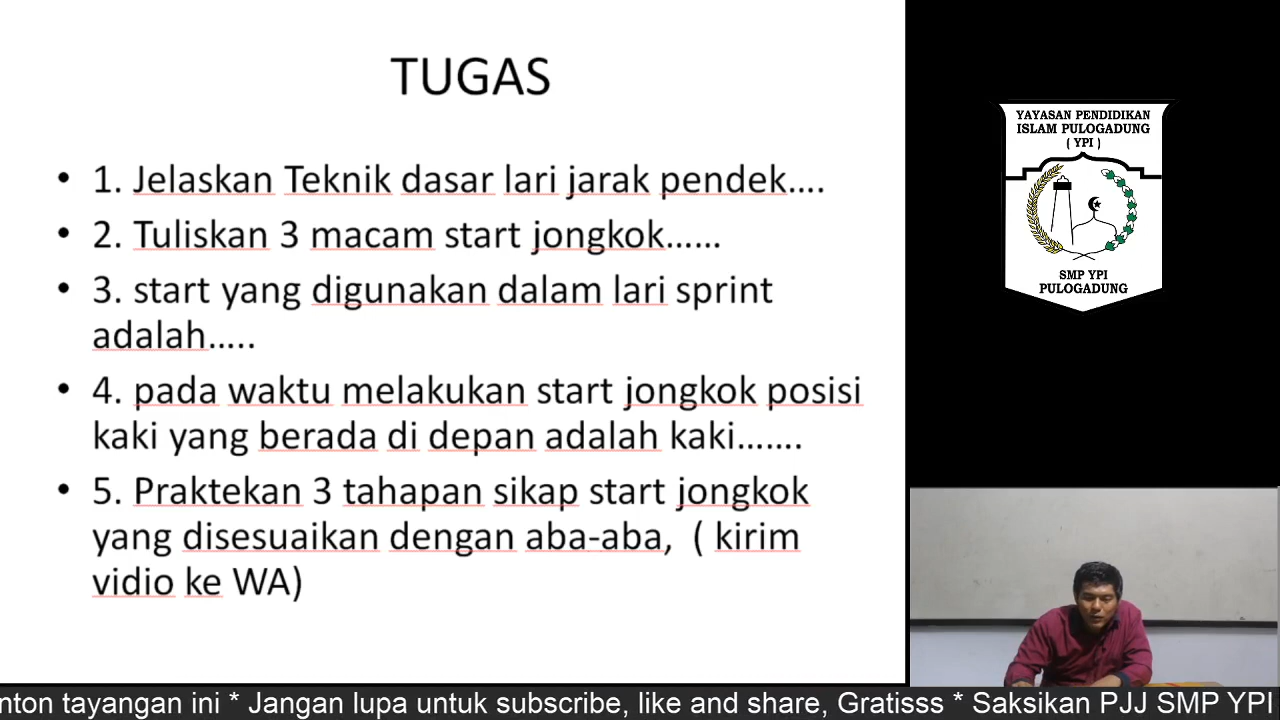 TUGAS
• 1. Jelaskan Teknik dasar lari jarak pendek....
• 2. Tuliskan 3 macam start jongkok......
• 3. start yang digunakan dalam lari sprint
adalah.....
• 4. pada waktu melakukan start jongkok posisi
kaki yang berada di depan adalah kaki.......
• 5. Praktekan 3 tahapan sikap start jongkok
yang disesuaikan dengan aba-aba, ( kirim
vidio ke WA)
YAYASAN PENDIDIKAN
ISLAM PULOGADUNG
( YPI )
SMP YPI
PULOGADUNG
tayangan ini * Jangan lupa untuk subscribe, like and share, Gratisss * Saksikan PJJ SMP YPI